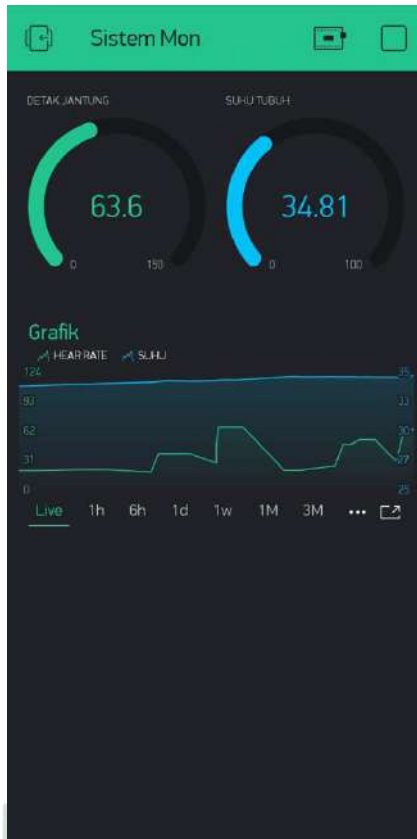 Sistem Mon
DETAK JANTUNG
SUHU TUBUH
63.6
34.81
0
150
0
100
Grafik
HEAR RATE
SUHU
124
35
93
33
62
30
31
27
0
25
Live 1h 6h 1d 1w 1M 3M ...